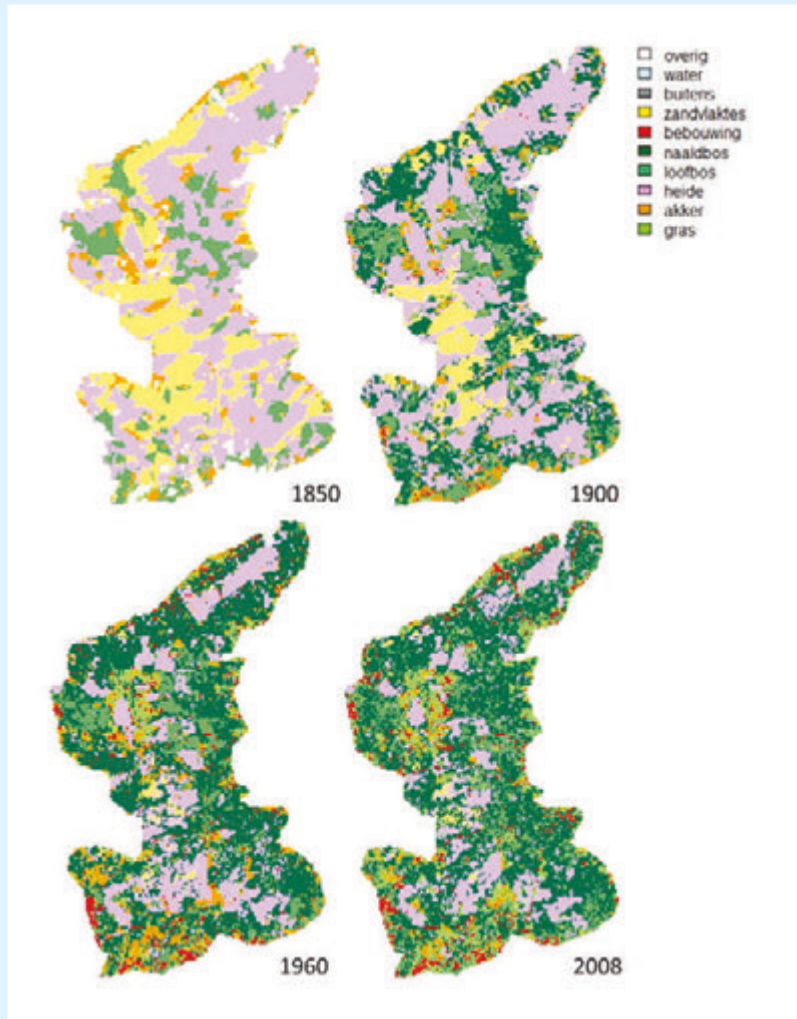 overig
water
buitens
zandvlaktes
bebouwing
naaldbos
loofbos
heide
akker
gras
1850
1900
1960
2008